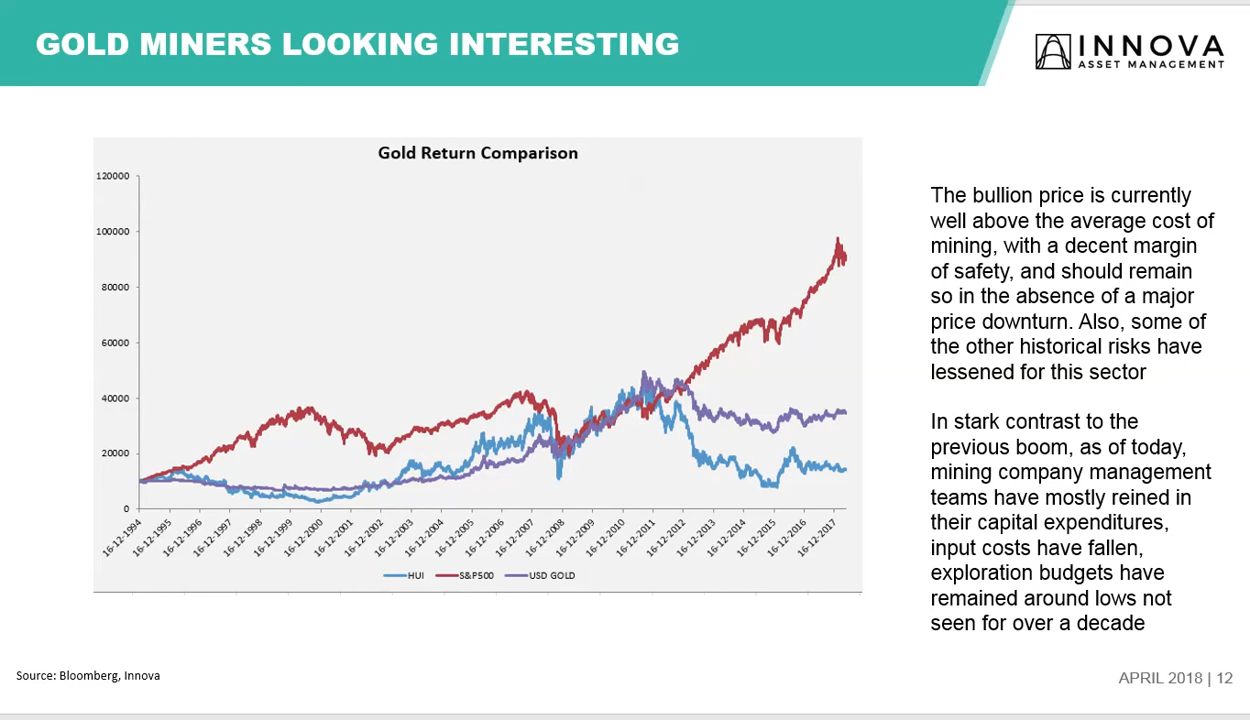 GOLD MINERS LOOKING INTERESTING
INNOVA
ASSET MANAGEMENT
Gold Return Comparison
120000
100000
80000
60000
40000
20000
0
16-12-1994
16-12-1995
16-12-1996
16-12-1997
16-12-1998
16-12-1999
16-12-2000
16-12-2001
16-12-2002
16-12-2003
16-12-2004
16-12-2005
16-12-2006
16-12-2007
16-12-2008
16-12-2009
16-12-2010
16-12-2011
16-12-2012
16-12-2013
16-12-2014
16-12-2015
16-12-2016
16-12-2017
HUI S&P500 USD GOLD
The bullion price is currently
well above the average cost of
mining, with a decent margin
of safety, and should remain
so in the absence of a major
price downturn. Also, some of
the other historical risks have
lessened for this sector
In stark contrast to the
previous boom, as of today,
mining company management
teams have mostly reined in
their capital expenditures,
input costs have fallen,
exploration budgets have
remained around lows not
seen for over a decade
Source: Bloomberg, Innova
APRIL 2018 | 12